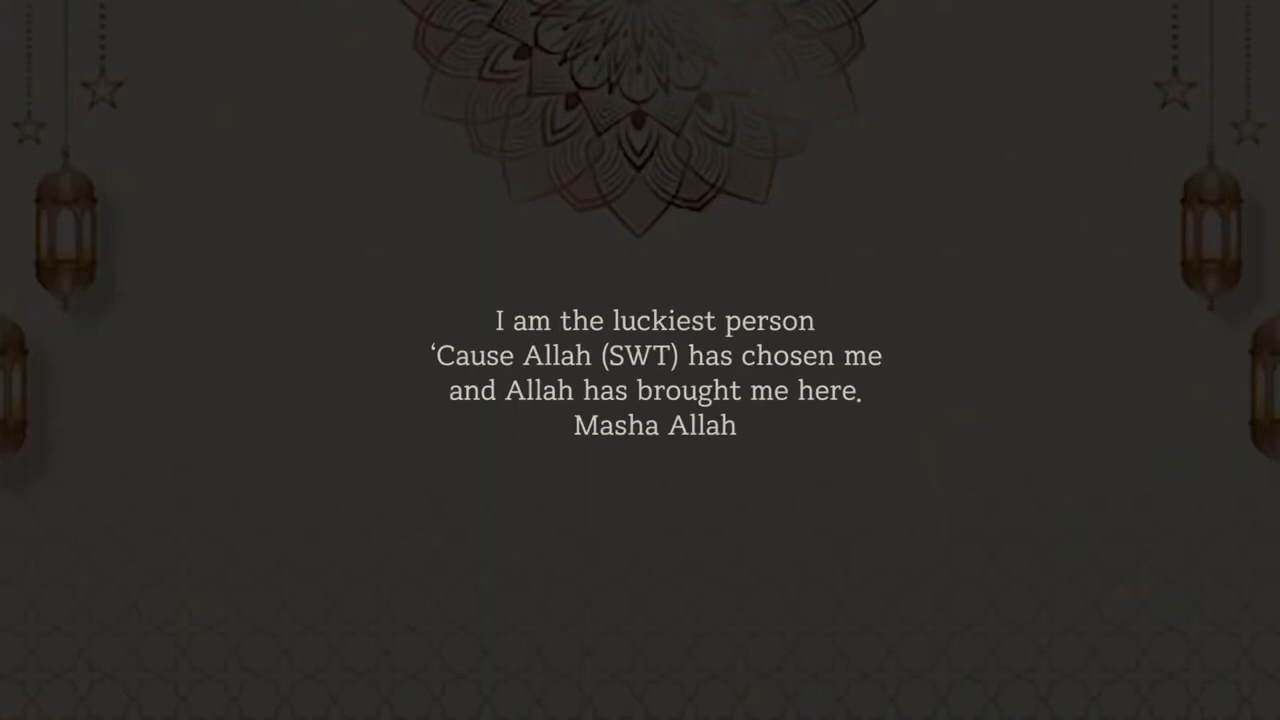 I am the luckiest person
‘Cause Allah (SWT) has chosen me
and Allah has brought me here.
Masha Allah